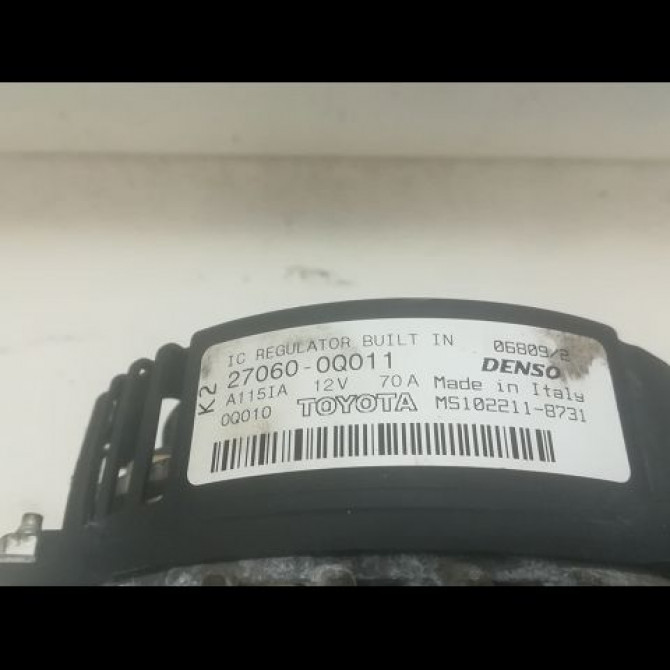 IC REGULATOR BUILT IN 06809/2
K2 27060-0Q011 DENSO
A115IA 12V 70A Made in Italy
0Q010 TOYOTA MS102211-8731